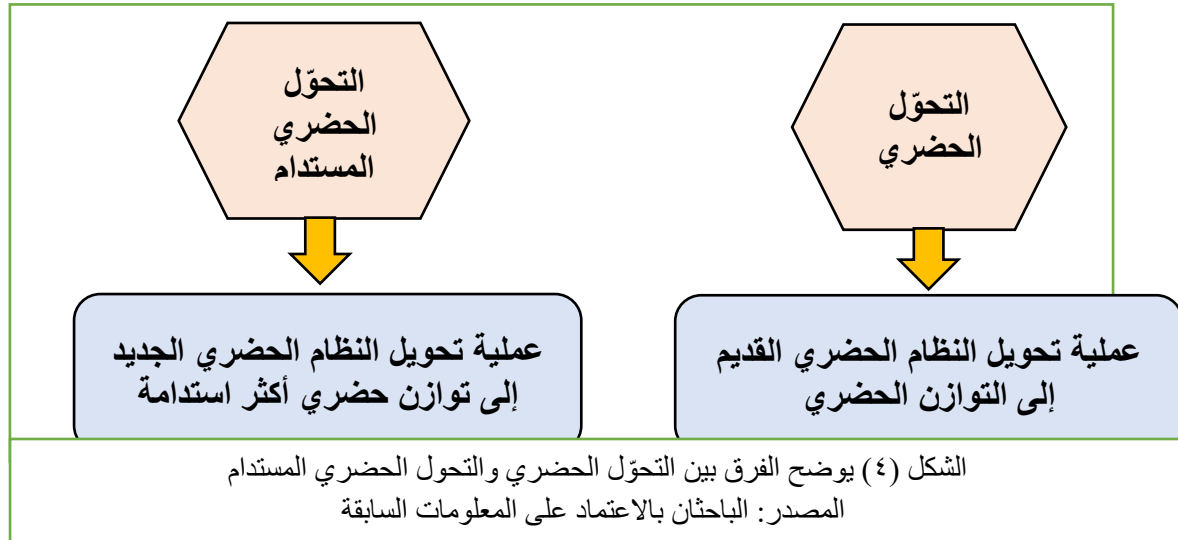 التحوّل
الحضري
التحوّل
الحضري
المستدام
عملية تحويل النظام الحضري القديم
إلى التوازن الحضري
عملية تحويل النظام الحضري الجديد
إلى توازن حضري أكثر استدامة
الشكل (٤) يوضح الفرق بين التحوّل الحضري والتحول الحضري المستدام
المصدر: الباحثان بالاعتماد على المعلومات السابقة